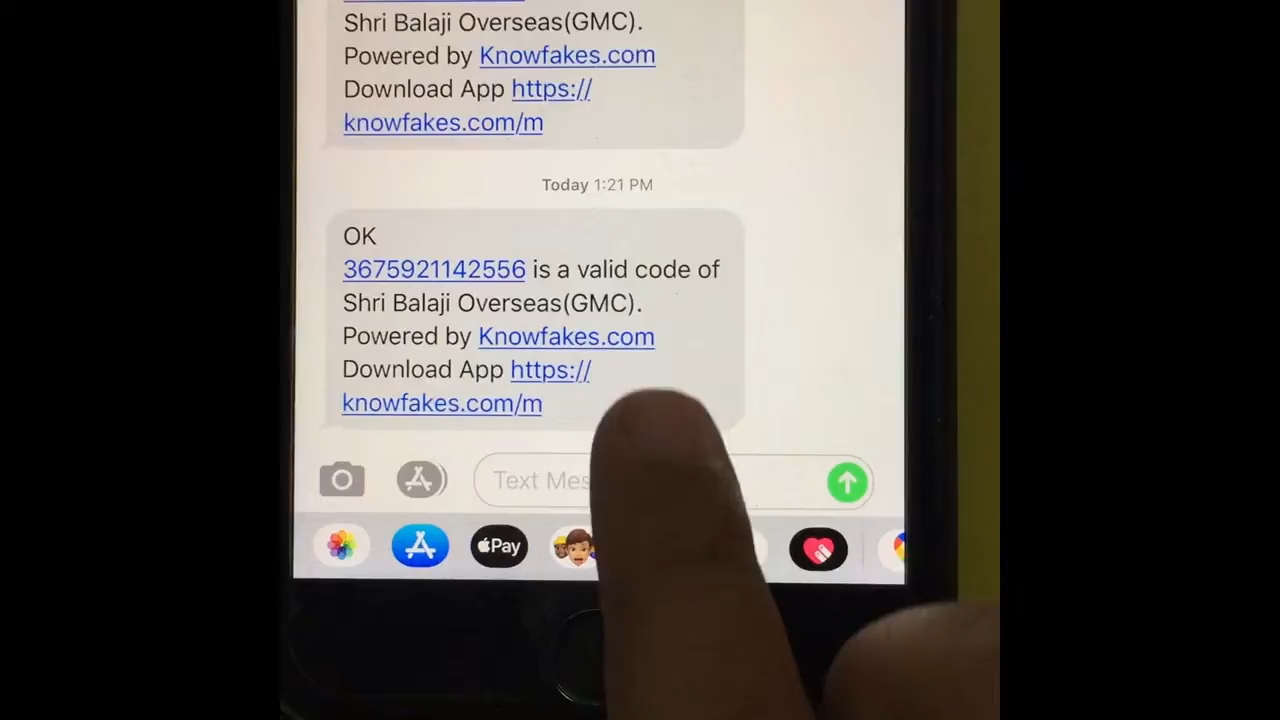 Shri Balaji Overseas(GMC).
Powered by Knowfakes.com
Download App https://
knowfakes.com/m
Today 1:21 PM
OK
3675921142556 is a valid code of
Shri Balaji Overseas(GMC).
Powered by Knowfakes.com
Download App https://
knowfakes.com/m
Text Mes
Pay